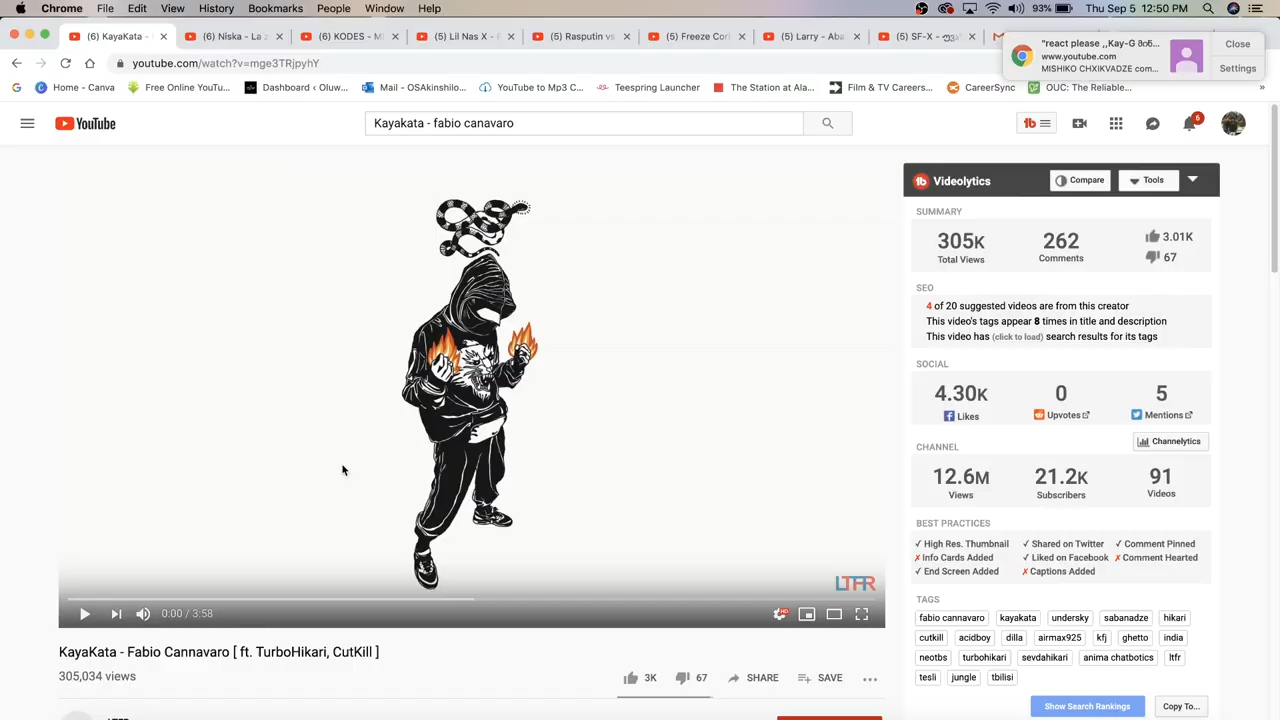 Chrome File Edit View History Bookmarks People Window Help 93% Thu Sep 5 12:50 PM
(6) KayaKata - (6) Niska - La (6) KODES - M (5) Lil Nas X - (5) Rasputin vs (5) Freeze Cor (5) Larry - Aba (5) SF-X -
"react please ,,Kay-G
www.youtube.com
MISHIKO CHXIKVADZE com...
Close
Settings
youtube.com/watch?v=mge3TRjpyhY
Home - Canva Free Online YouTu... Dashboard ‹ Oluw... Mail - OSAkinshilo... YouTube to Mp3 C... Teespring Launcher The Station at Ala... Film & TV Careers... CareerSync OUC: The Reliable... »
YouTube
Kayakata - fabio canavaro
6
Videolytics Compare Tools
SUMMARY
305K 262 3.01K
Total Views Comments 67
SEO
4 of 20 suggested videos are from this creator
This video's tags appear 8 times in title and description
This video has (click to load) search results for its tags
SOCIAL
4.30K 0 5
Likes Upvotes Mentions
CHANNEL Channelytics
12.6M 21.2K 91
Views Subscribers Videos
BEST PRACTICES
✓ High Res. Thumbnail ✓ Shared on Twitter ✓ Comment Pinned
✗ Info Cards Added ✓ Liked on Facebook ✗ Comment Hearted
✓ End Screen Added ✗ Captions Added
TAGS
fabio cannavaro kayakata undersky sabanadze hikari
cutkill acidboy dilla airmax925 kfj ghetto india
neotbs turbohikari sevdahikari anima chatbotics ltfr
tesli jungle tbilisi
Show Search Rankings Copy To...
LTFR
0:00 / 3:58
HD
KayaKata - Fabio Cannavaro [ ft. TurboHikari, CutKill ]
305,034 views
3K 67 SHARE SAVE